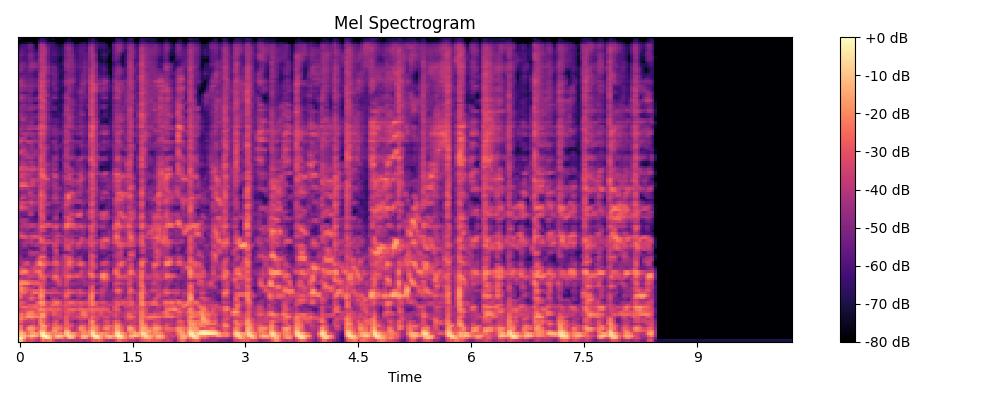 Mel Spectrogram
+0 dB
-10 dB
-20 dB
-30 dB
-40 dB
-50 dB
-60 dB
-70 dB
-80 dB
0 1.5 3 4.5 6 7.5 9
Time